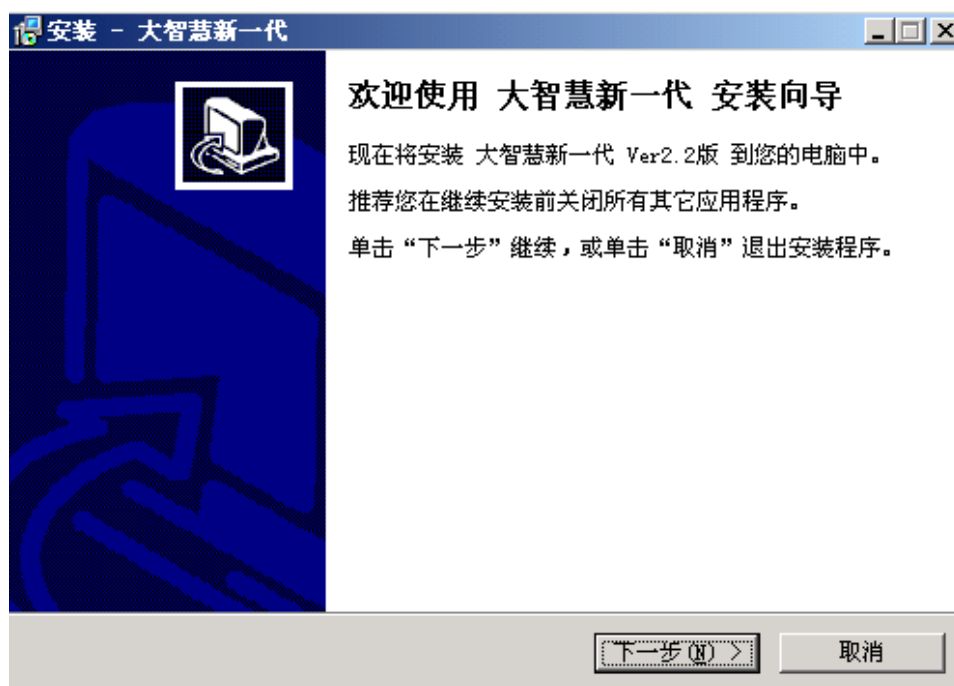 安装 - 大智慧新一代
欢迎使用 大智慧新一代 安装向导
现在将安装 大智慧新一代 Ver2.2版 到您的电脑中。
推荐您在继续安装前关闭所有其它应用程序。
单击“下一步”继续，或单击“取消”退出安装程序。
下一步(N) >
取消